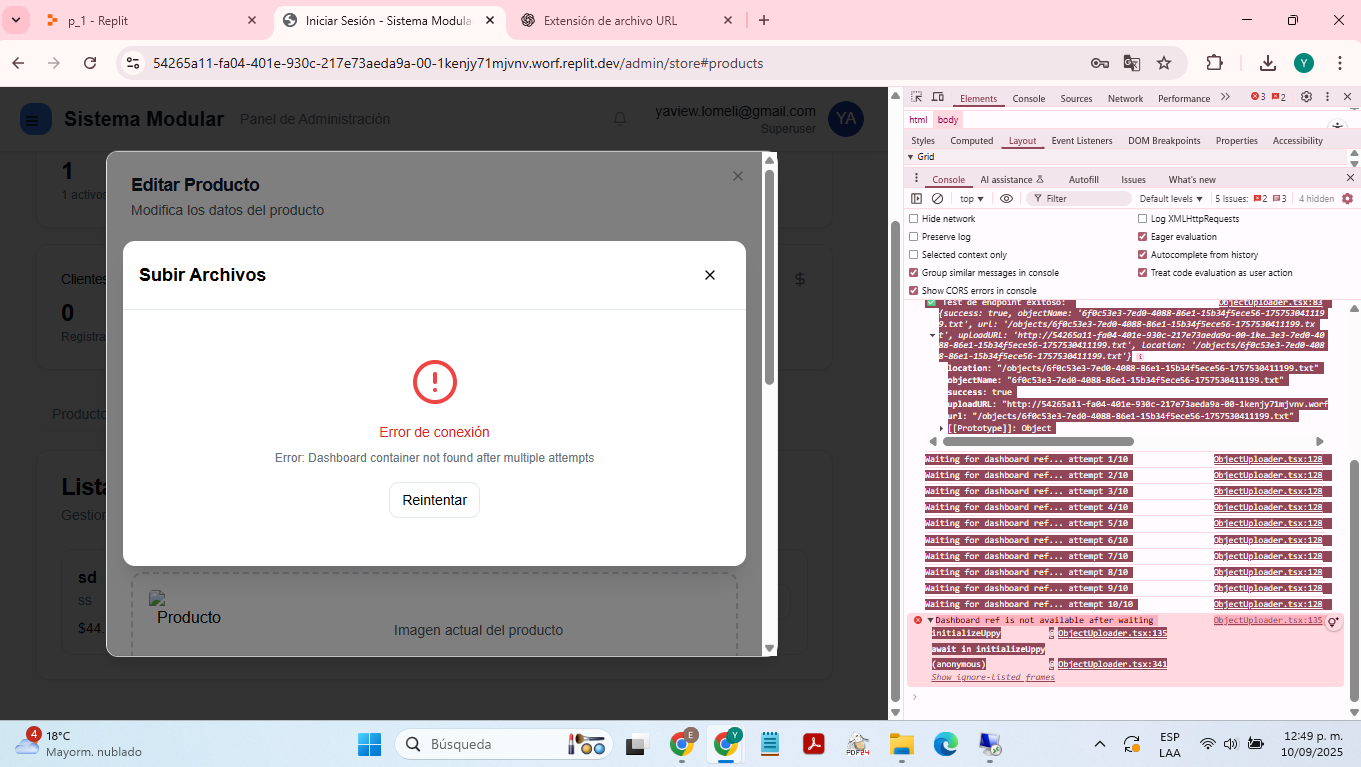 p_1 - Replit
Iniciar Sesión - Sistema Modula
Extensión de archivo URL
54265a11-fa04-401e-930c-217e73aeda9a-00-1kenjy71mjvnv.worf.replit.dev/admin/store#products
Y
Sistema Modular
Panel de Administración
yaview.lomeli@gmail.com
Superuser
YA
1
1 activos
Clientes
$
0
Registra
Producto
Lista
Gestion
sd
ss
$44.
Editar Producto
Modifica los datos del producto
Subir Archivos
Error de conexión
Error: Dashboard container not found after multiple attempts
Reintentar
Producto
Imagen actual del producto
Elements Console Sources Network Performance 3 2
html body
Styles Computed Layout Event Listeners DOM Breakpoints Properties Accessibility
Grid
Console AI assistance Autofill Issues What's new
top Filter Default levels 5 Issues: 2 3 4 hidden
Hide network Log XMLHttpRequests
Preserve log Eager evaluation
Selected context only Autocomplete from history
Group similar messages in console Treat code evaluation as user action
Show CORS errors in console
Test de endpoint exitoso: ObjectUploader.tsx:83
{success: true, objectName: '6f0c53e3-7ed0-4088-86e1-15b34f5ece56-175753041119
9.txt', url: '/objects/6f0c53e3-7ed0-4088-86e1-15b34f5ece56-1757530411199.tx
t', uploadURL: 'http://54265a11-fa04-401e-930c-217e73aeda9a-00-1ke…3e3-7ed0-40
88-86e1-15b34f5ece56-1757530411199.txt', location: '/objects/6f0c53e3-7ed0-408
8-86e1-15b34f5ece56-1757530411199.txt'} i
location: "/objects/6f0c53e3-7ed0-4088-86e1-15b34f5ece56-1757530411199.txt"
objectName: "6f0c53e3-7ed0-4088-86e1-15b34f5ece56-1757530411199.txt"
success: true
uploadURL: "http://54265a11-fa04-401e-930c-217e73aeda9a-00-1kenjy71mjvnv.worf
url: "/objects/6f0c53e3-7ed0-4088-86e1-15b34f5ece56-1757530411199.txt"
[[Prototype]]: Object
Waiting for dashboard ref... attempt 1/10 ObjectUploader.tsx:128
Waiting for dashboard ref... attempt 2/10 ObjectUploader.tsx:128
Waiting for dashboard ref... attempt 3/10 ObjectUploader.tsx:128
Waiting for dashboard ref... attempt 4/10 ObjectUploader.tsx:128
Waiting for dashboard ref... attempt 5/10 ObjectUploader.tsx:128
Waiting for dashboard ref... attempt 6/10 ObjectUploader.tsx:128
Waiting for dashboard ref... attempt 7/10 ObjectUploader.tsx:128
Waiting for dashboard ref... attempt 8/10 ObjectUploader.tsx:128
Waiting for dashboard ref... attempt 9/10 ObjectUploader.tsx:128
Waiting for dashboard ref... attempt 10/10 ObjectUploader.tsx:128
Dashboard ref is not available after waiting ObjectUploader.tsx:135
initializeUppy @ ObjectUploader.tsx:135
await in initializeUppy
(anonymous) @ ObjectUploader.tsx:341
Show ignore-listed frames
4
18°C
Mayorm. nublado
Búsqueda
E
Y
PDF24
ESP
LAA
12:49 p. m.
10/09/2025